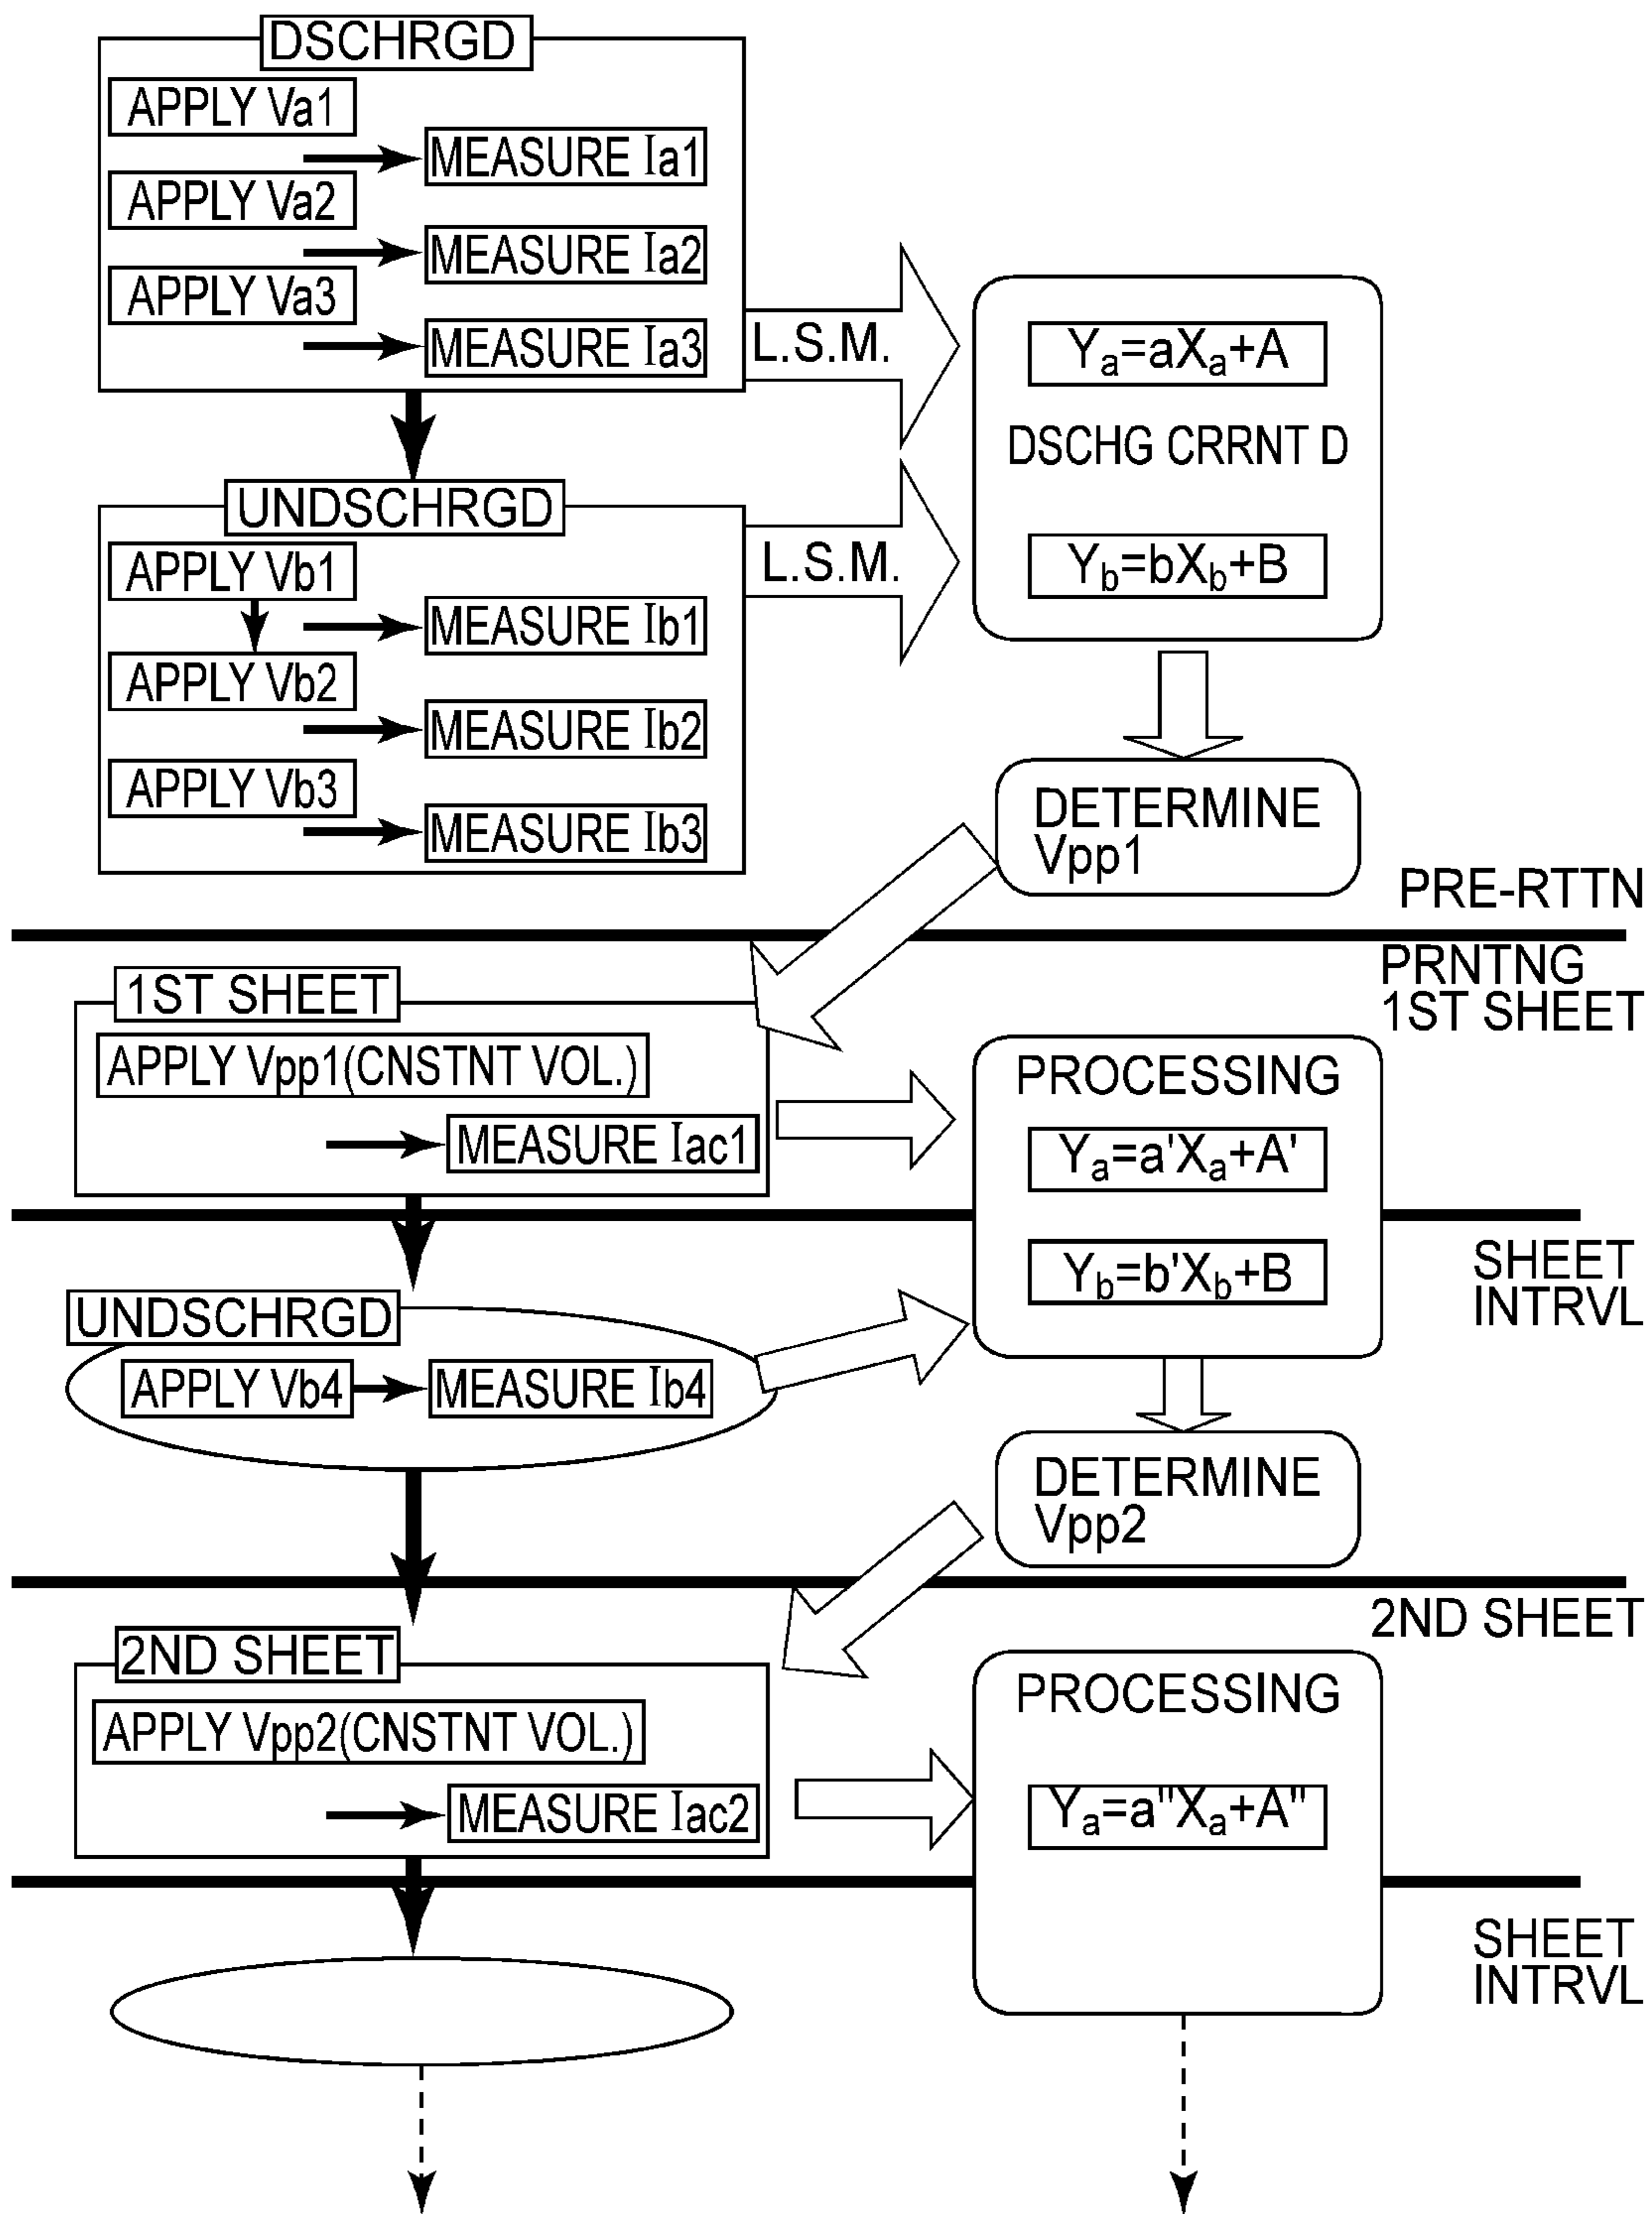 DSCHRGD
APPLY Va1
MEASURE Ia1
APPLY Va2
MEASURE Ia2
APPLY Va3
MEASURE Ia3
L.S.M.
Ya=aXa+A
DSCHG CRRNT D
Yb=bXb+B
UNDSCHRGD
APPLY Vb1
MEASURE Ib1
APPLY Vb2
MEASURE Ib2
APPLY Vb3
MEASURE Ib3
L.S.M.
DETERMINE
Vpp1
PRE-RTTN
PRNTNG
1ST SHEET
1ST SHEET
APPLY Vpp1(CNSTNT VOL.)
MEASURE Iac1
PROCESSING
Ya=a'Xa+A'
Yb=b'Xb+B
SHEET
INTRVL
UNDSCHRGD
APPLY Vb4
MEASURE Ib4
DETERMINE
Vpp2
2ND SHEET
2ND SHEET
APPLY Vpp2(CNSTNT VOL.)
MEASURE Iac2
PROCESSING
Ya=a"Xa+A"
SHEET
INTRVL